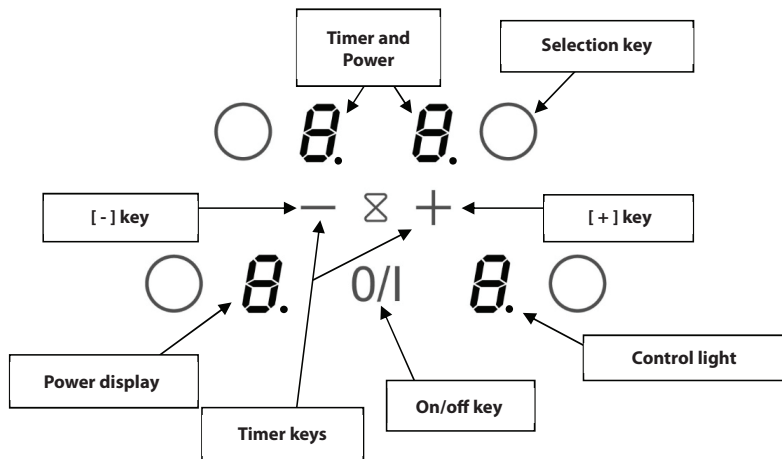 Timer and
Power
Selection key
8.
8.
[ - ] key
− +
[ + ] key
8.
0/I
8.
Power display
Timer keys
On/off key
Control light